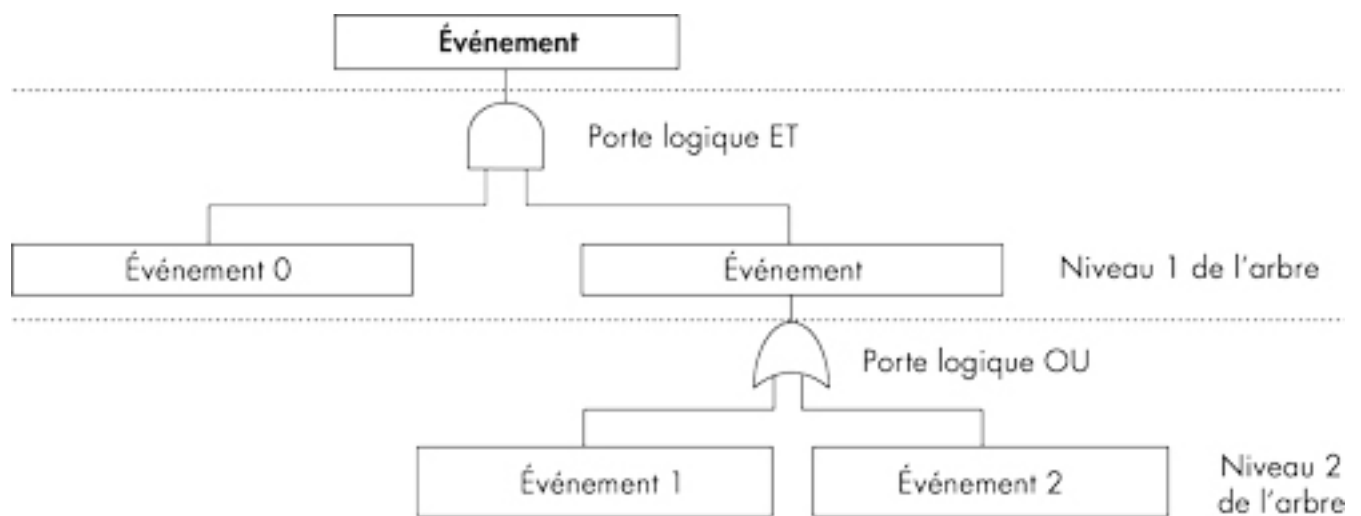 Événement
Porte logique ET
Événement 0
Événement
Niveau 1 de l'arbre
Porte logique OU
Événement 1
Événement 2
Niveau 2
de l'arbre